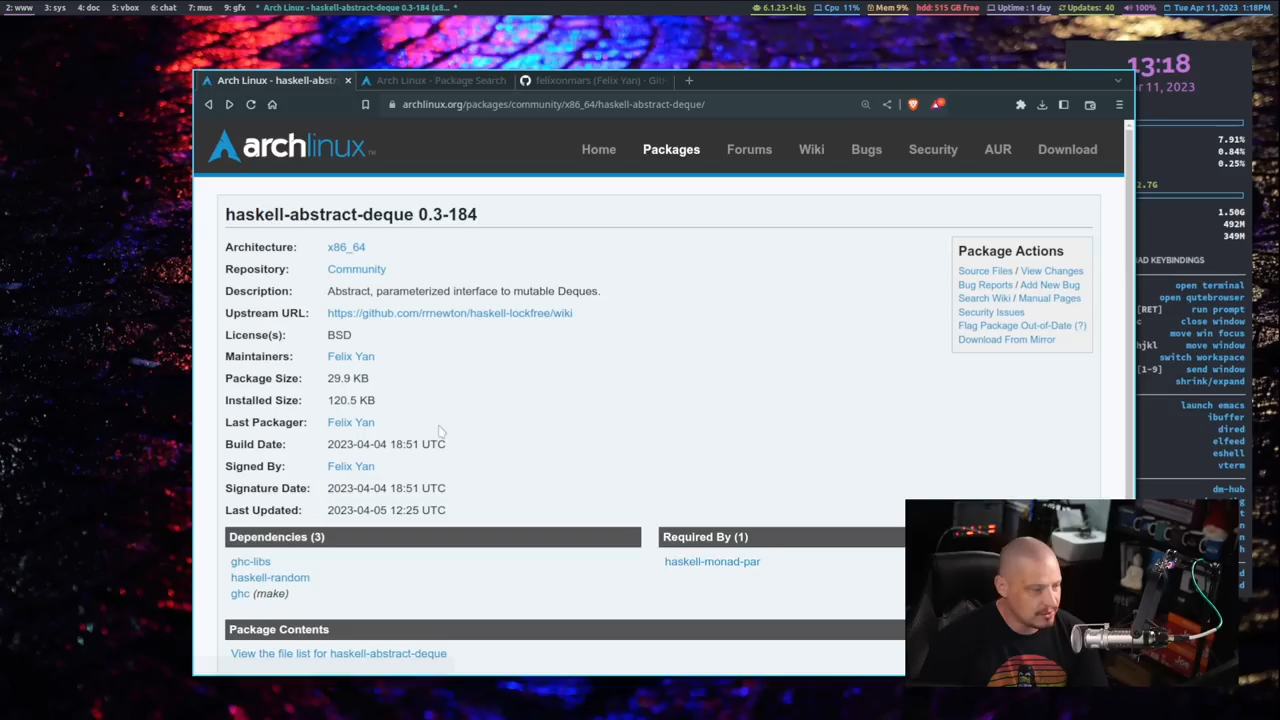 2: www 3: sys 4: doc 5: vbox 6: chat 7: mus 9: gfx * Arch Linux - haskell-abstract-deque 0.3-184 (x8... *
6.1.23-1-lts Cpu 11% Mem 9% hdd: 515 GB free Uptime : 1 day Updates: 40 100% Tue Apr 11, 2023 1:18PM
Arch Linux - haskell-abst
Arch Linux - Package Search
felixonmars (Felix Yan) · GitH
archlinux.org/packages/community/x86_64/haskell-abstract-deque/
archlinux
Home Packages Forums Wiki Bugs Security AUR Download
haskell-abstract-deque 0.3-184
Architecture: x86_64
Repository: Community
Description: Abstract, parameterized interface to mutable Deques.
Upstream URL: https://github.com/rrnewton/haskell-lockfree/wiki
License(s): BSD
Maintainers: Felix Yan
Package Size: 29.9 KB
Installed Size: 120.5 KB
Last Packager: Felix Yan
Build Date: 2023-04-04 18:51 UTC
Signed By: Felix Yan
Signature Date: 2023-04-04 18:51 UTC
Last Updated: 2023-04-05 12:25 UTC
Package Actions
Source Files / View Changes
Bug Reports / Add New Bug
Search Wiki / Manual Pages
Security Issues
Flag Package Out-of-Date (?)
Download From Mirror
Dependencies (3)
ghc-libs
haskell-random
ghc (make)
Required By (1)
haskell-monad-par
Package Contents
View the file list for haskell-abstract-deque
13:18
r 11, 2023
7.91%
0.84%
0.25%
2.7G
1.50G
492M
349M
AD KEYBINDINGS
open terminal
open qutebrowser
[RET] run prompt
c close window
move win focus
hjkl move window
switch workspace
[1-9] send window
shrink/expand
launch emacs
ibuffer
dired
elfeed
eshell
vterm
dm-hub